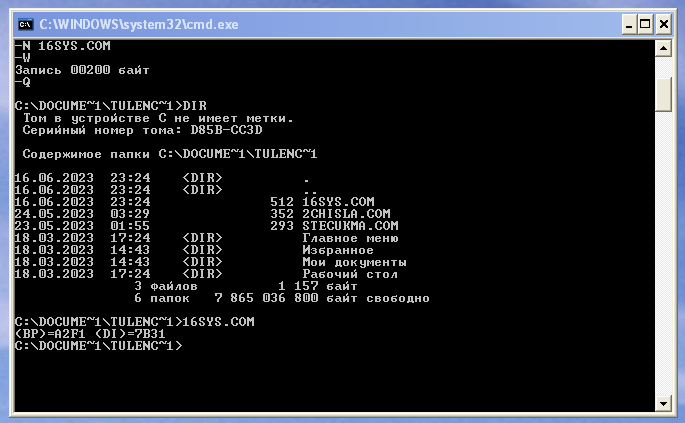 C:\WINDOWS\system32\cmd.exe
-N 16SYS.COM
-W
Запись 00200 байт
-Q
C:\DOCUME~1\TULENC~1>DIR
Том в устройстве C не имеет метки.
Серийный номер тома: D85B-CC3D
Содержимое папки C:\DOCUME~1\TULENC~1
16.06.2023  23:24    <DIR>          .
16.06.2023  23:24    <DIR>          ..
16.06.2023  23:24               512 16SYS.COM
24.05.2023  03:29               352 2CHISLA.COM
23.05.2023  01:55               293 STECUKMA.COM
18.03.2023  17:24    <DIR>          Главное меню
18.03.2023  14:43    <DIR>          Избранное
18.03.2023  14:43    <DIR>          Мои документы
18.03.2023  17:24    <DIR>          Рабочий стол
3 файлов          1 157 байт
6 папок   7 865 036 800 байт свободно
C:\DOCUME~1\TULENC~1>16SYS.COM
(BP)=A2F1 (DI)=7B31
C:\DOCUME~1\TULENC~1>